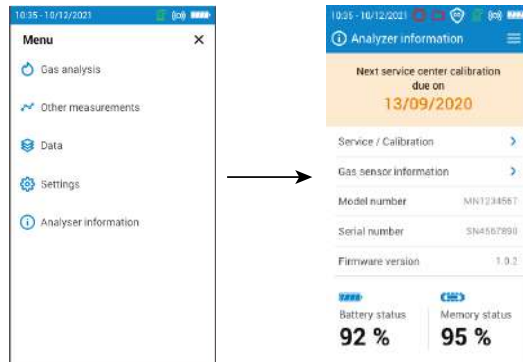 10:35 - 10/12/2021
Menu
Gas analysis
Other measurements
Data
Settings
Analyser information
10:35 - 10/12/2021
Analyzer information
Next service center calibration
due on
13/09/2020
Service / Calibration
Gas sensor information
Model number MN1234567
Serial number SN4567890
Firmware version 1.0.2
Battery status Memory status
92 % 95 %